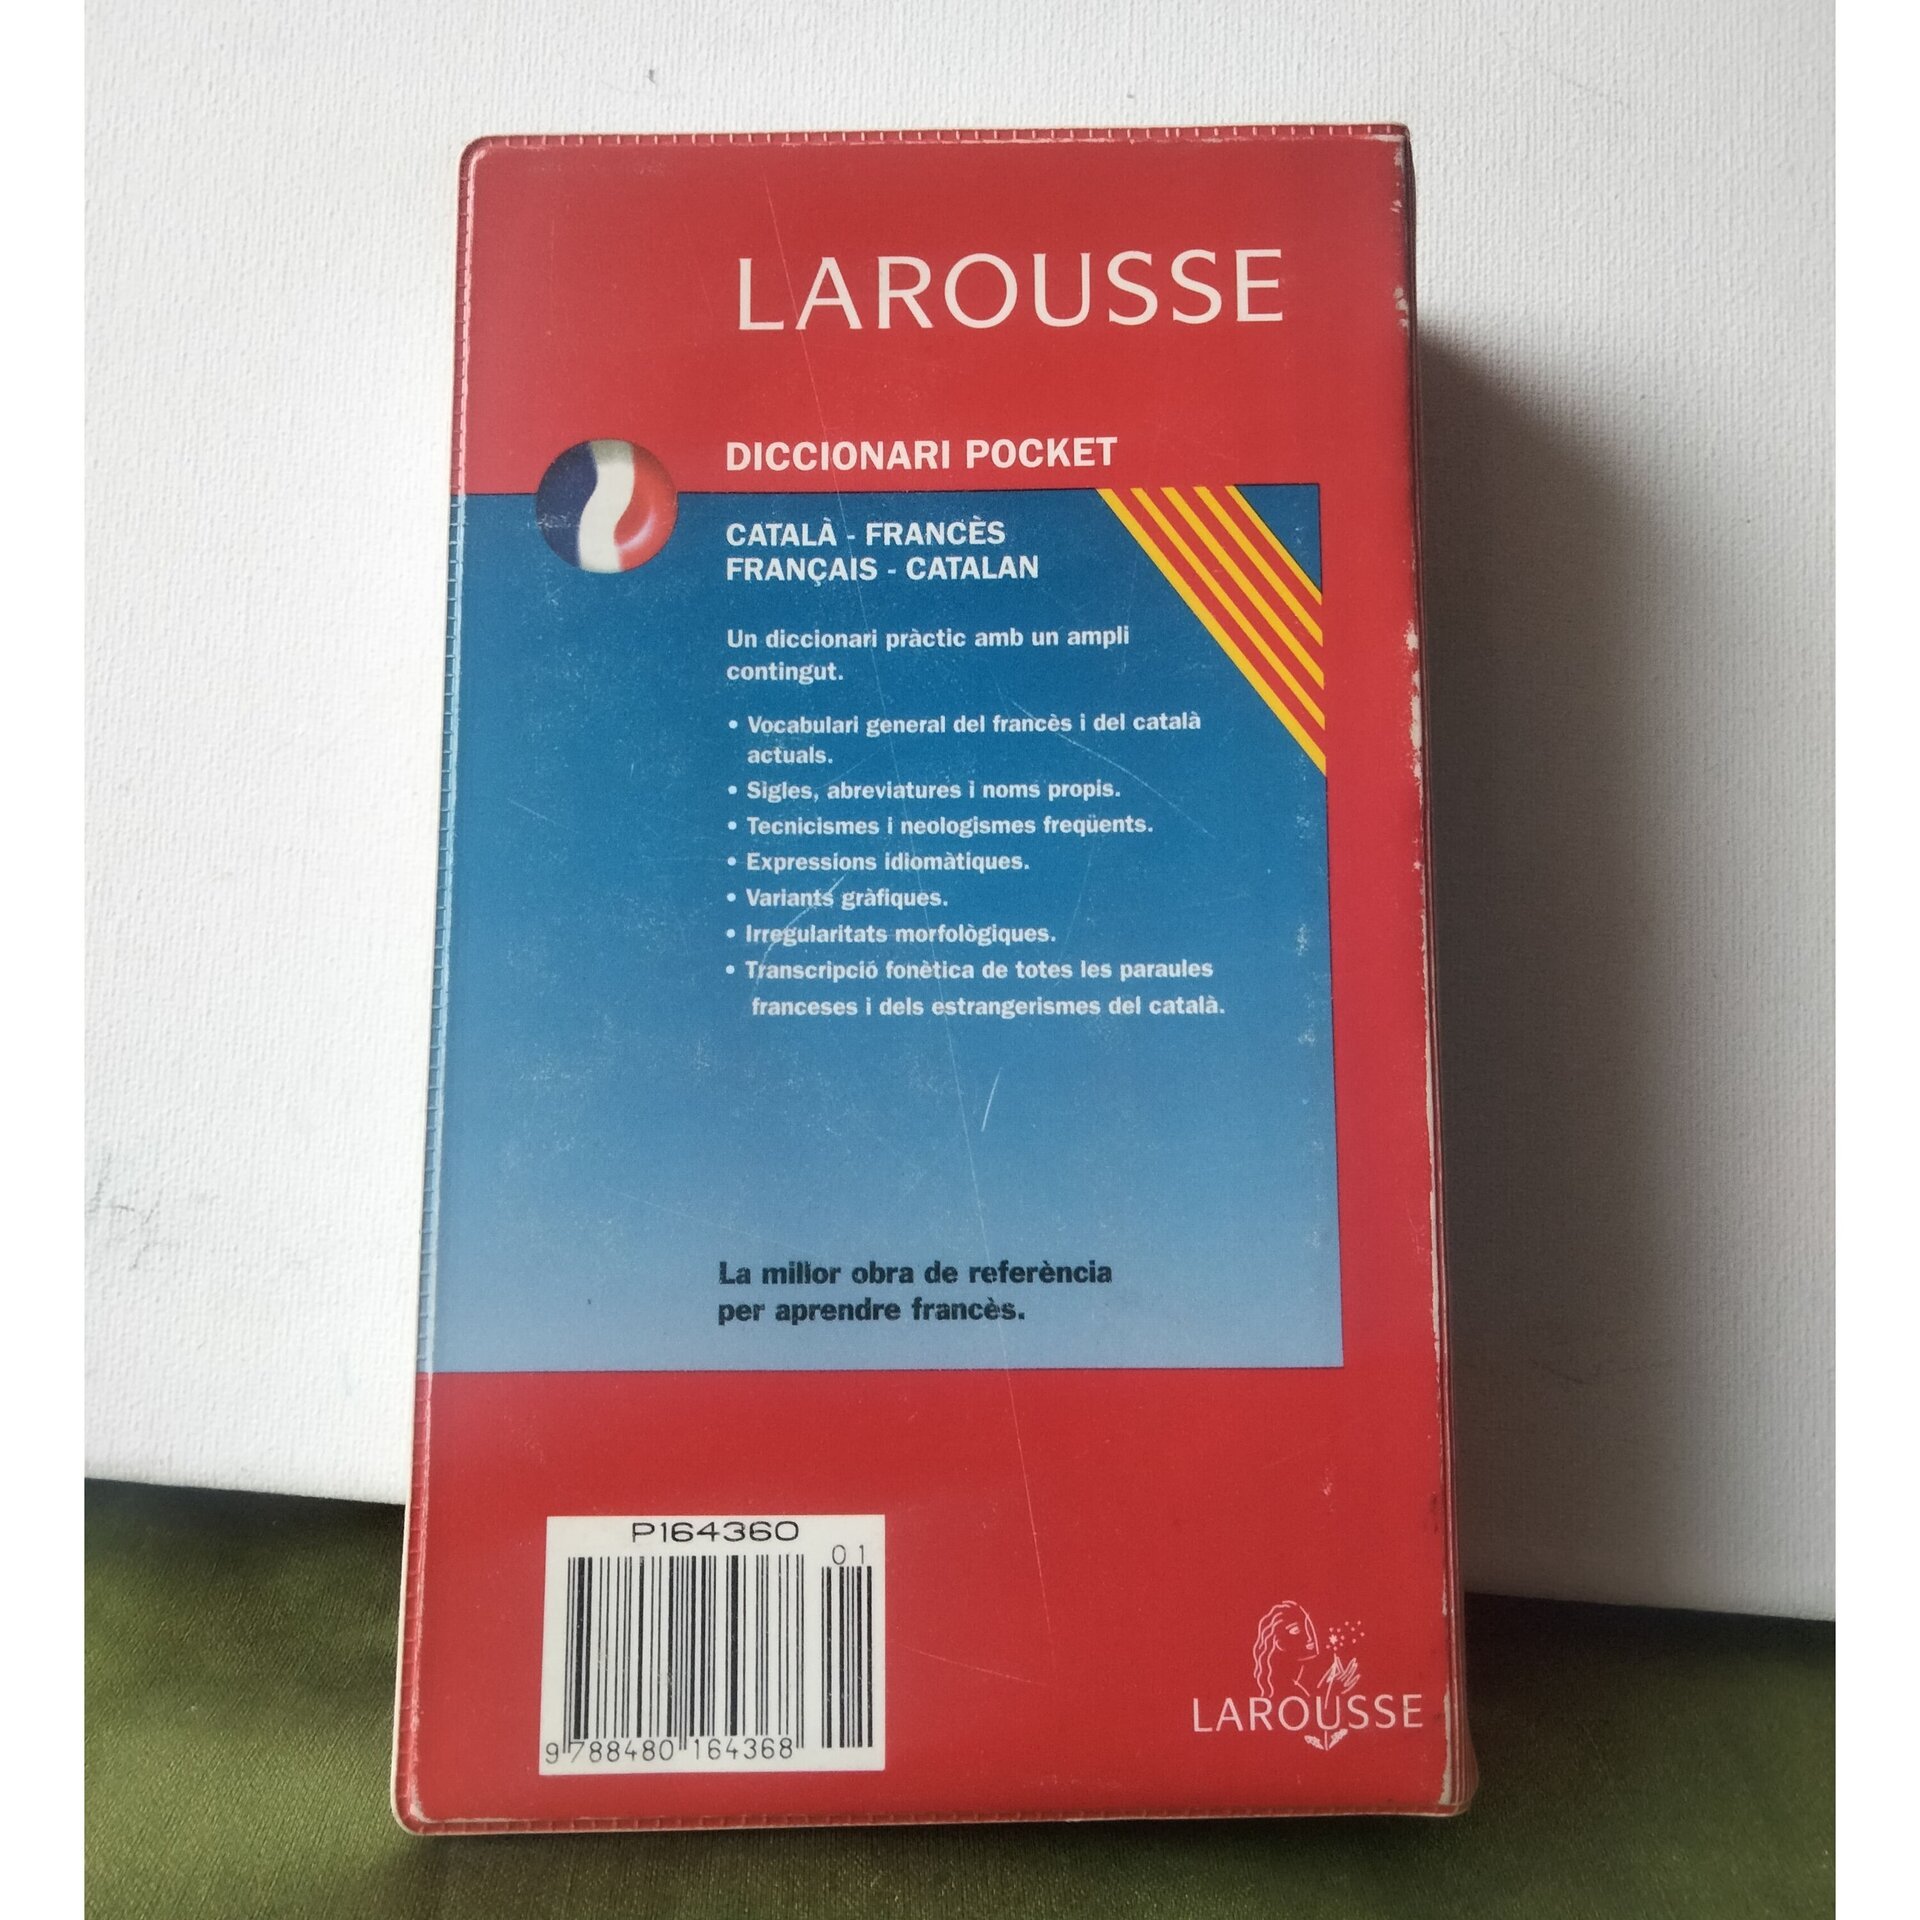 LAROUSSE
DICCIONARI POCKET
CATALÀ - FRANCÈS
FRANÇAIS - CATALAN
Un diccionari pràctic amb un ampli
contingut.
• Vocabulari general del francès i del català
actuals.
• Sigles, abreviatures i noms propis.
• Tecnicismes i neologismes freqüents.
• Expressions idiomàtiques.
• Variants gràfiques.
• Irregularitats morfològiques.
• Transcripció fonètica de totes les paraules
franceses i dels estrangerismes del català.
La millor obra de referència
per aprendre francès.
P164360
01
9 788480 164368
LAROUSSE